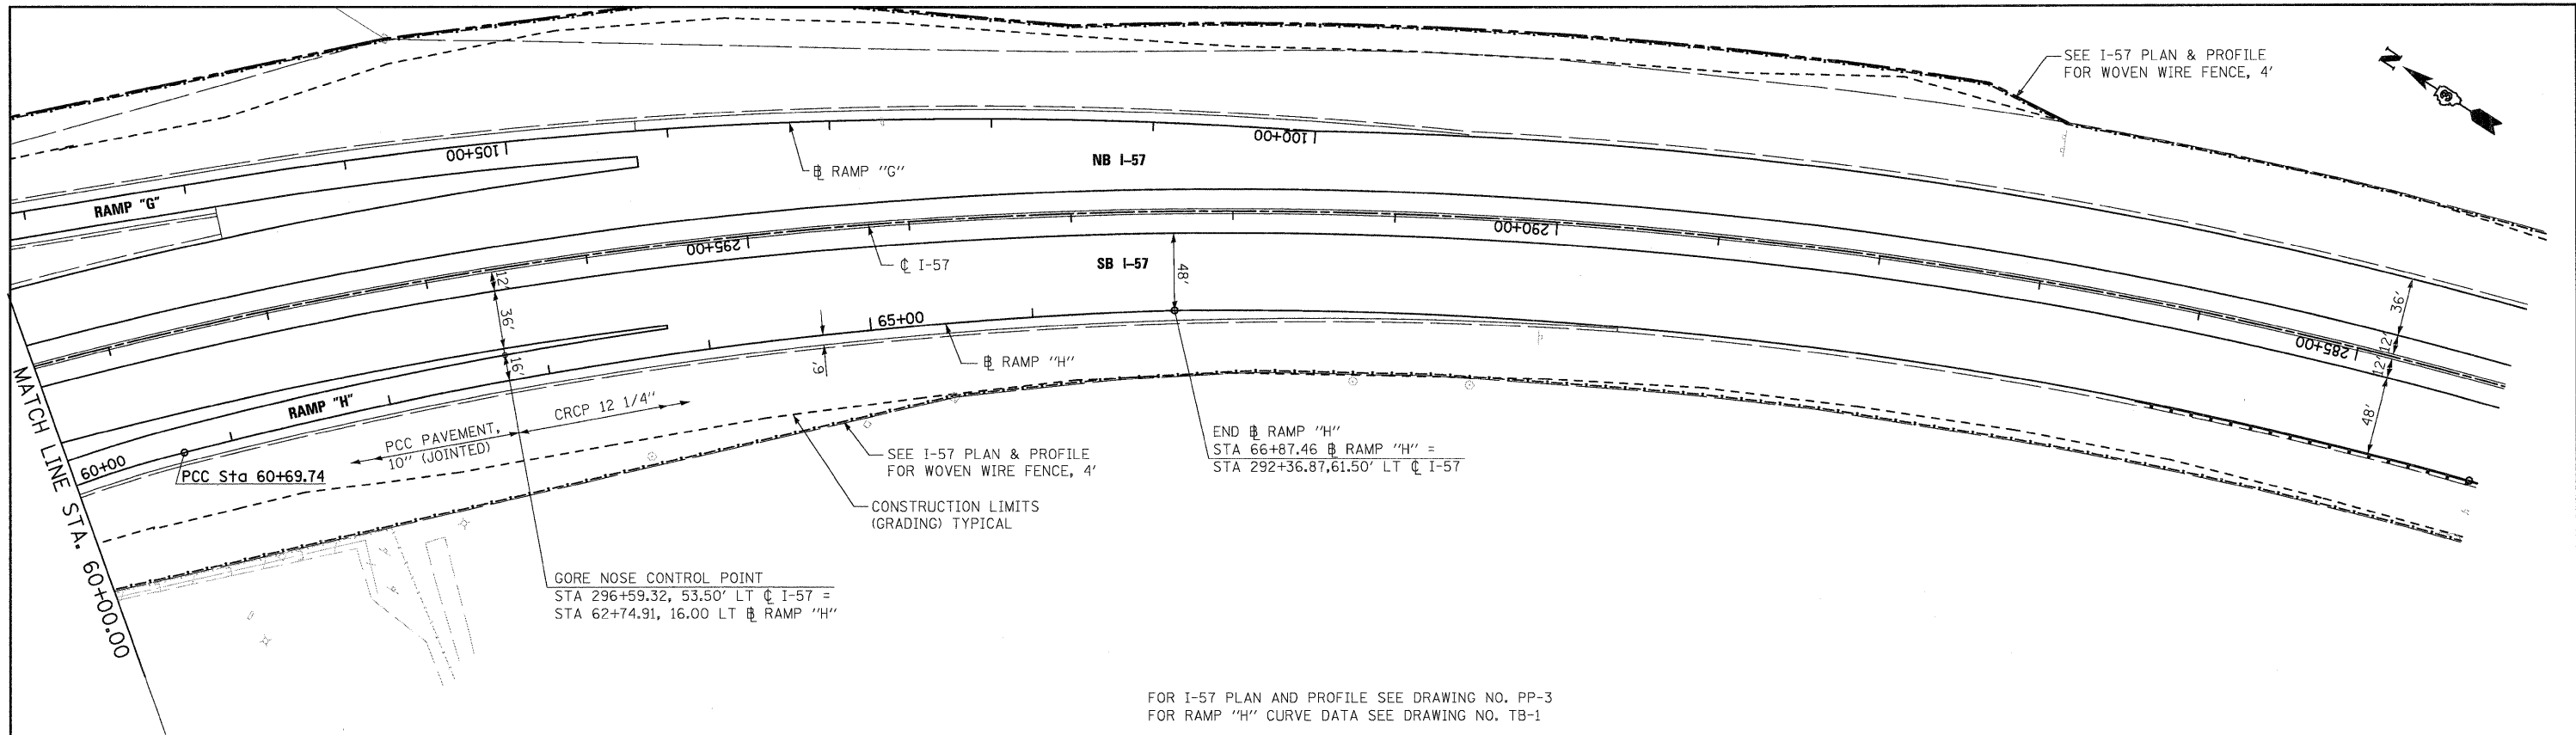 SEE I-57 PLAN & PROFILE
FOR WOVEN WIRE FENCE, 4'
N
105+00
100+00
NB I-57
℄ RAMP "G"
RAMP "G"
295+00
290+00
℄ I-57
SB I-57
48'
12'
36'
16'
36'
12'
285+00
12'
48'
65+00
6'
℄ RAMP "H"
RAMP "H"
CRCP 12 1/4"
PCC PAVEMENT,
10" (JOINTED)
60+00
PCC Sta 60+69.74
MATCH LINE STA. 60+00.00
SEE I-57 PLAN & PROFILE
FOR WOVEN WIRE FENCE, 4'
END ℄ RAMP "H"
STA 66+87.46 ℄ RAMP "H" =
STA 292+36.87,61.50' LT ℄ I-57
CONSTRUCTION LIMITS
(GRADING) TYPICAL
GORE NOSE CONTROL POINT
STA 296+59.32, 53.50' LT ℄ I-57 =
STA 62+74.91, 16.00 LT ℄ RAMP "H"
FOR I-57 PLAN AND PROFILE SEE DRAWING NO. PP-3
FOR RAMP "H" CURVE DATA SEE DRAWING NO. TB-1